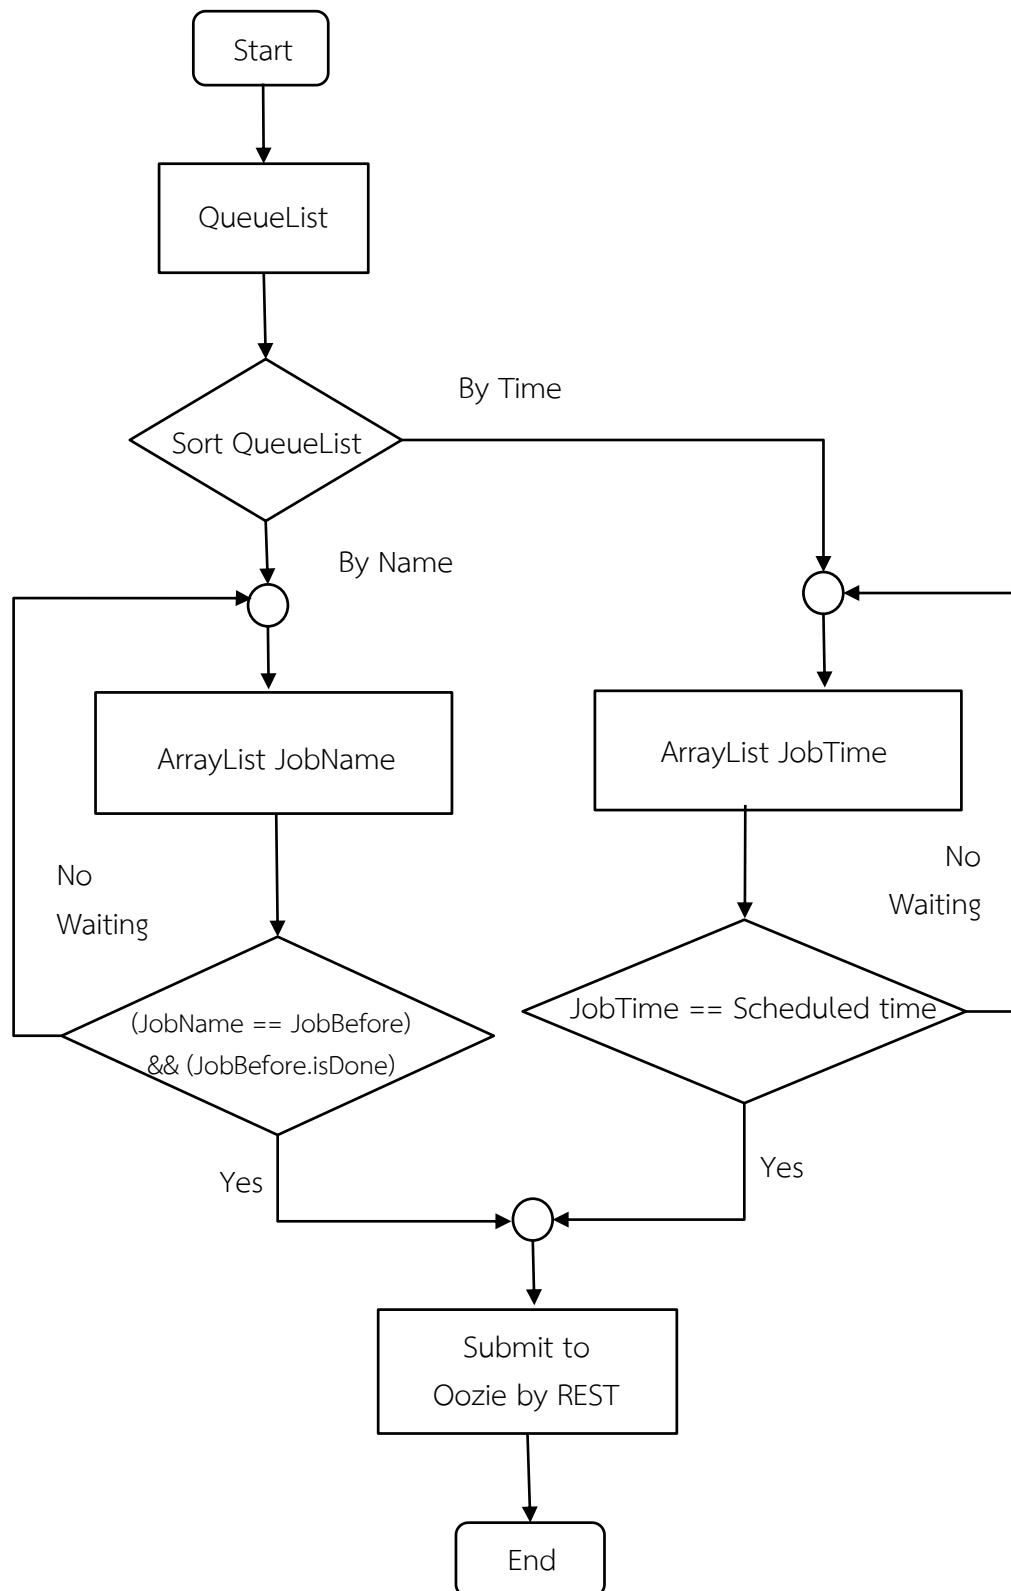 Start
QueueList
By Time
Sort QueueList
By Name
ArrayList JobName
ArrayList JobTime
No
Waiting
No
Waiting
(JobName == JobBefore)
&& (JobBefore.isDone)
JobTime == Scheduled time
Yes
Yes
Submit to
Oozie by REST
End